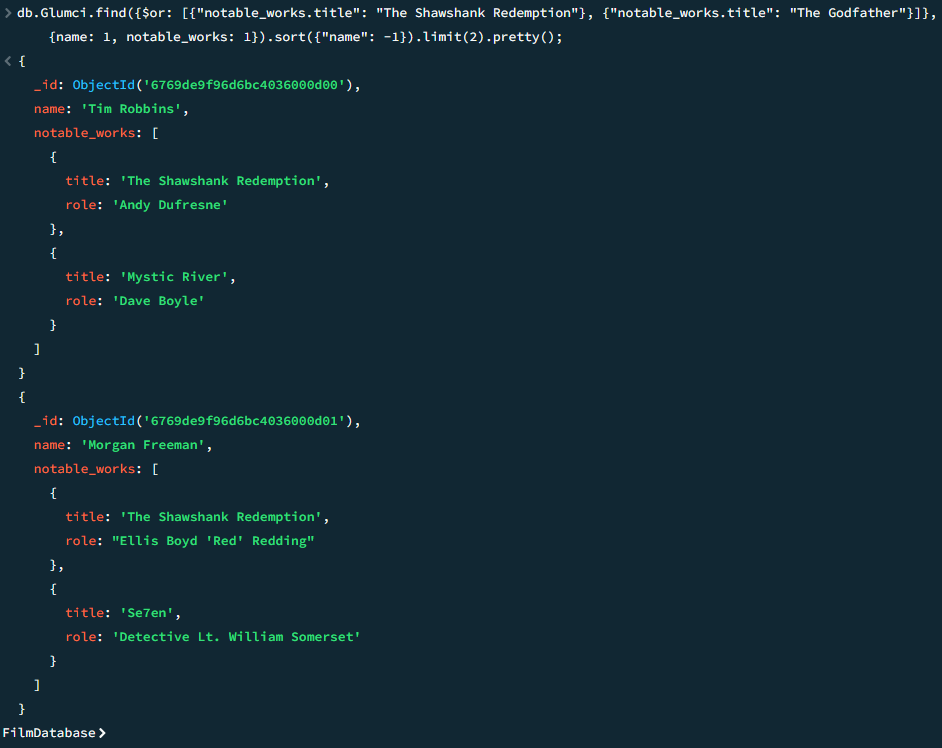 > db.Glumci.find({$or: [{"notable_works.title": "The Shawshank Redemption"}, {"notable_works.title": "The Godfather"}]},
{name: 1, notable_works: 1}).sort({"name": -1}).limit(2).pretty();
< {
_id: ObjectId('6769de9f96d6bc4036000d00'),
name: 'Tim Robbins',
notable_works: [
{
title: 'The Shawshank Redemption',
role: 'Andy Dufresne'
},
{
title: 'Mystic River',
role: 'Dave Boyle'
}
]
}
{
_id: ObjectId('6769de9f96d6bc4036000d01'),
name: 'Morgan Freeman',
notable_works: [
{
title: 'The Shawshank Redemption',
role: "Ellis Boyd 'Red' Redding"
},
{
title: 'Se7en',
role: 'Detective Lt. William Somerset'
}
]
}
FilmDatabase>